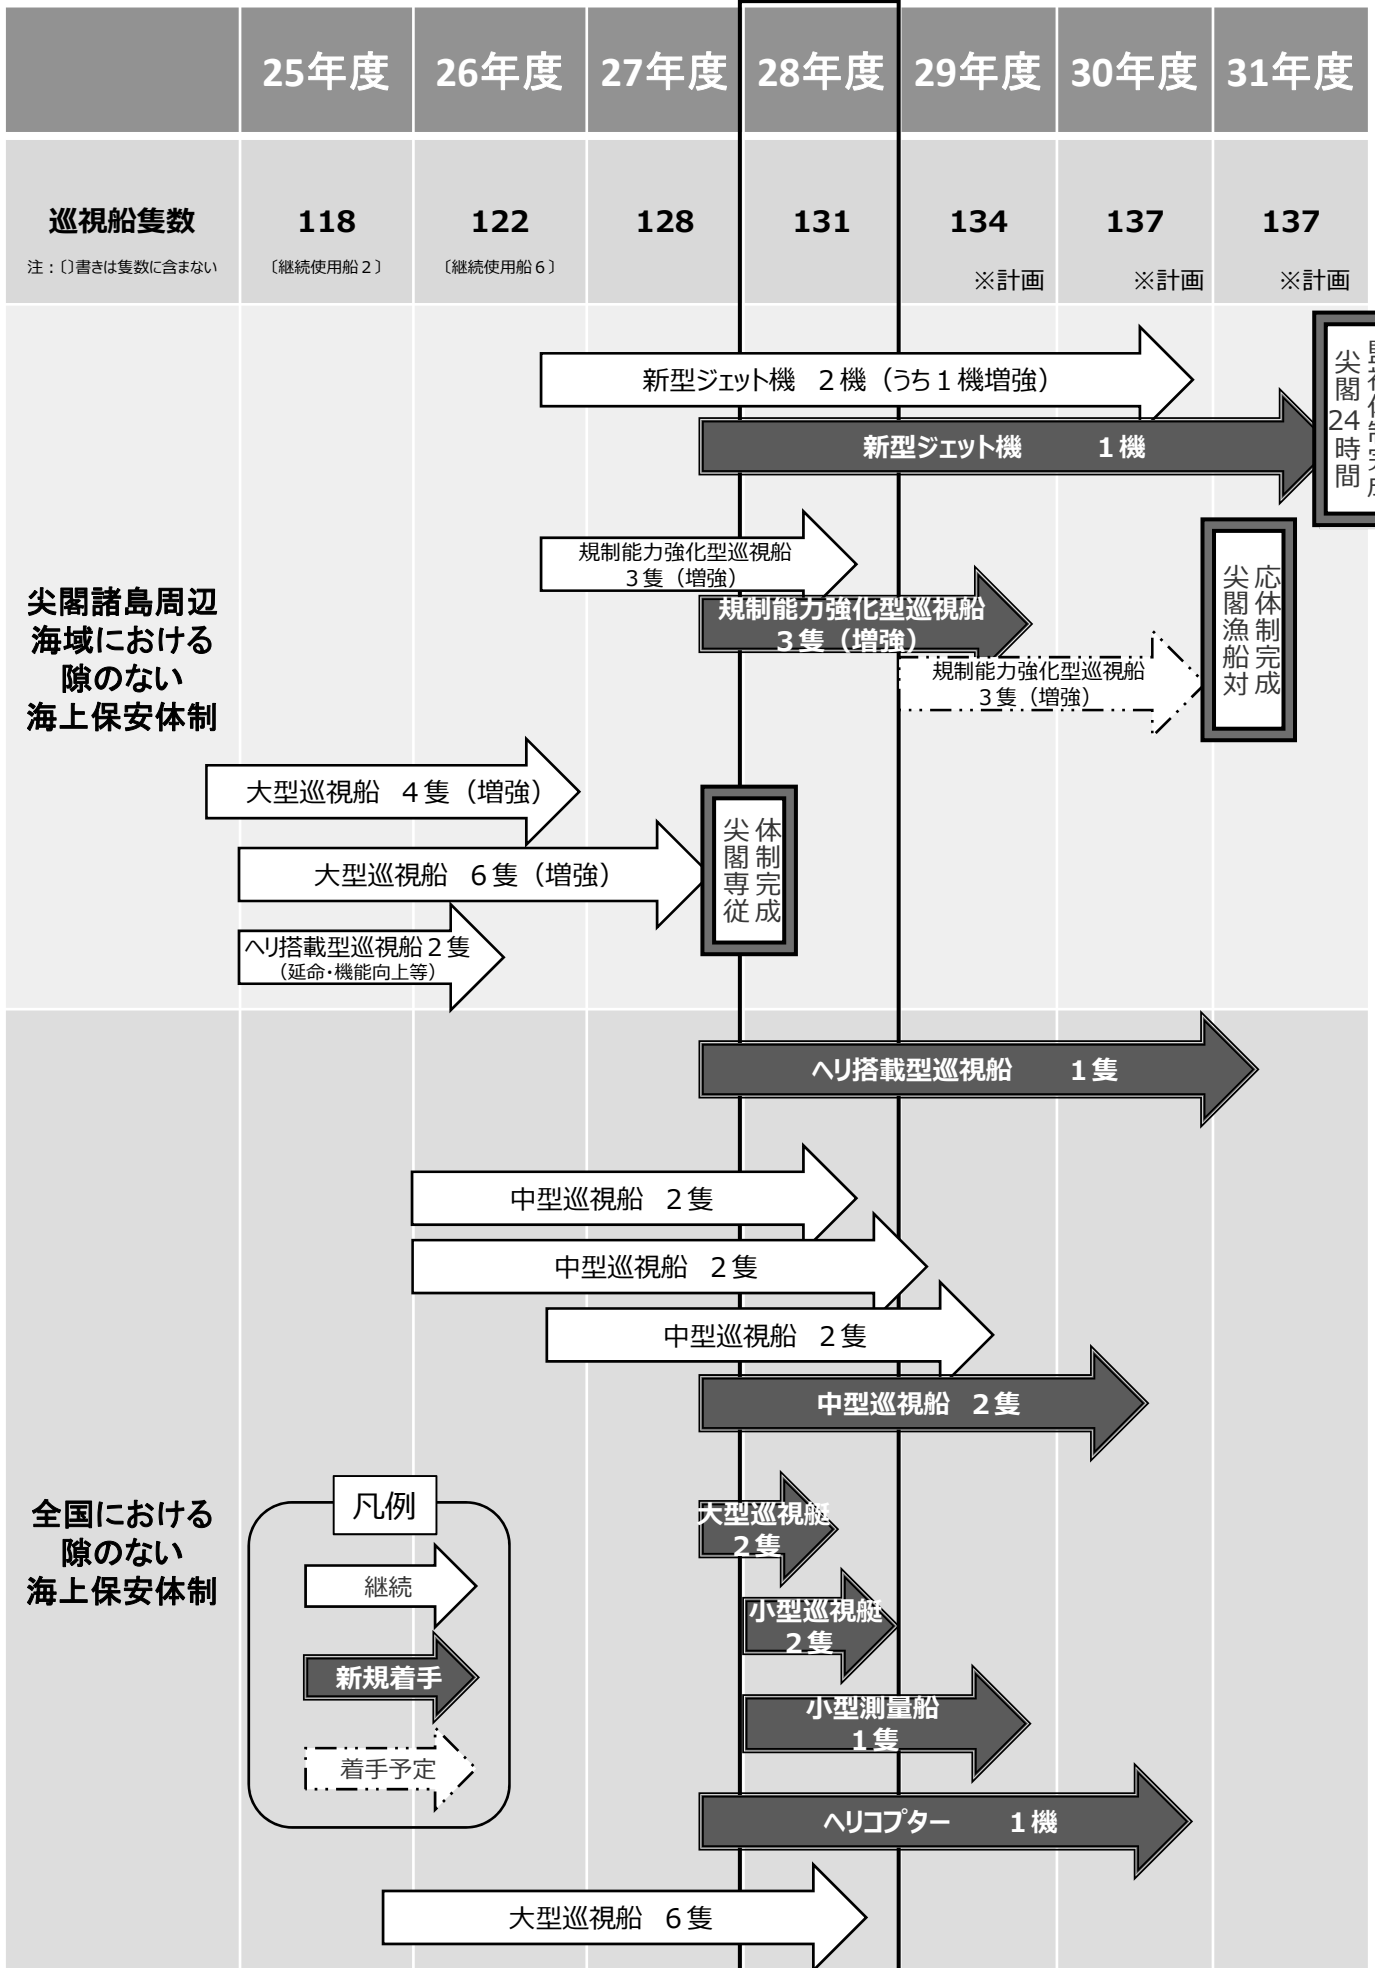 25年度 26年度 27年度 28年度 29年度 30年度 31年度
巡視船隻数 118 122 128 131 134 137 137
注：〔〕書きは隻数に含まない 〔継続使用船２〕 〔継続使用船６〕 ※計画 ※計画 ※計画
尖閣諸島周辺
海域における
隙のない
海上保安体制
新型ジェット機　２機（うち１機増強）
新型ジェット機　１機
尖閣24時間
規制能力強化型巡視船
３隻（増強）
規制能力強化型巡視船
３隻（増強）
規制能力強化型巡視船
３隻（増強）
尖閣漁船対
応体制完成
大型巡視船　４隻（増強）
大型巡視船　６隻（増強）
尖閣専従
体制完成
ヘリ搭載型巡視船２隻
（延命・機能向上等）
全国における
隙のない
海上保安体制
ヘリ搭載型巡視船　１隻
中型巡視船　２隻
中型巡視船　２隻
中型巡視船　２隻
中型巡視船　２隻
大型巡視艇
２隻
小型巡視艇
２隻
小型測量船
１隻
ヘリコプター　１機
大型巡視船　６隻
凡例
継続
新規着手
着手予定